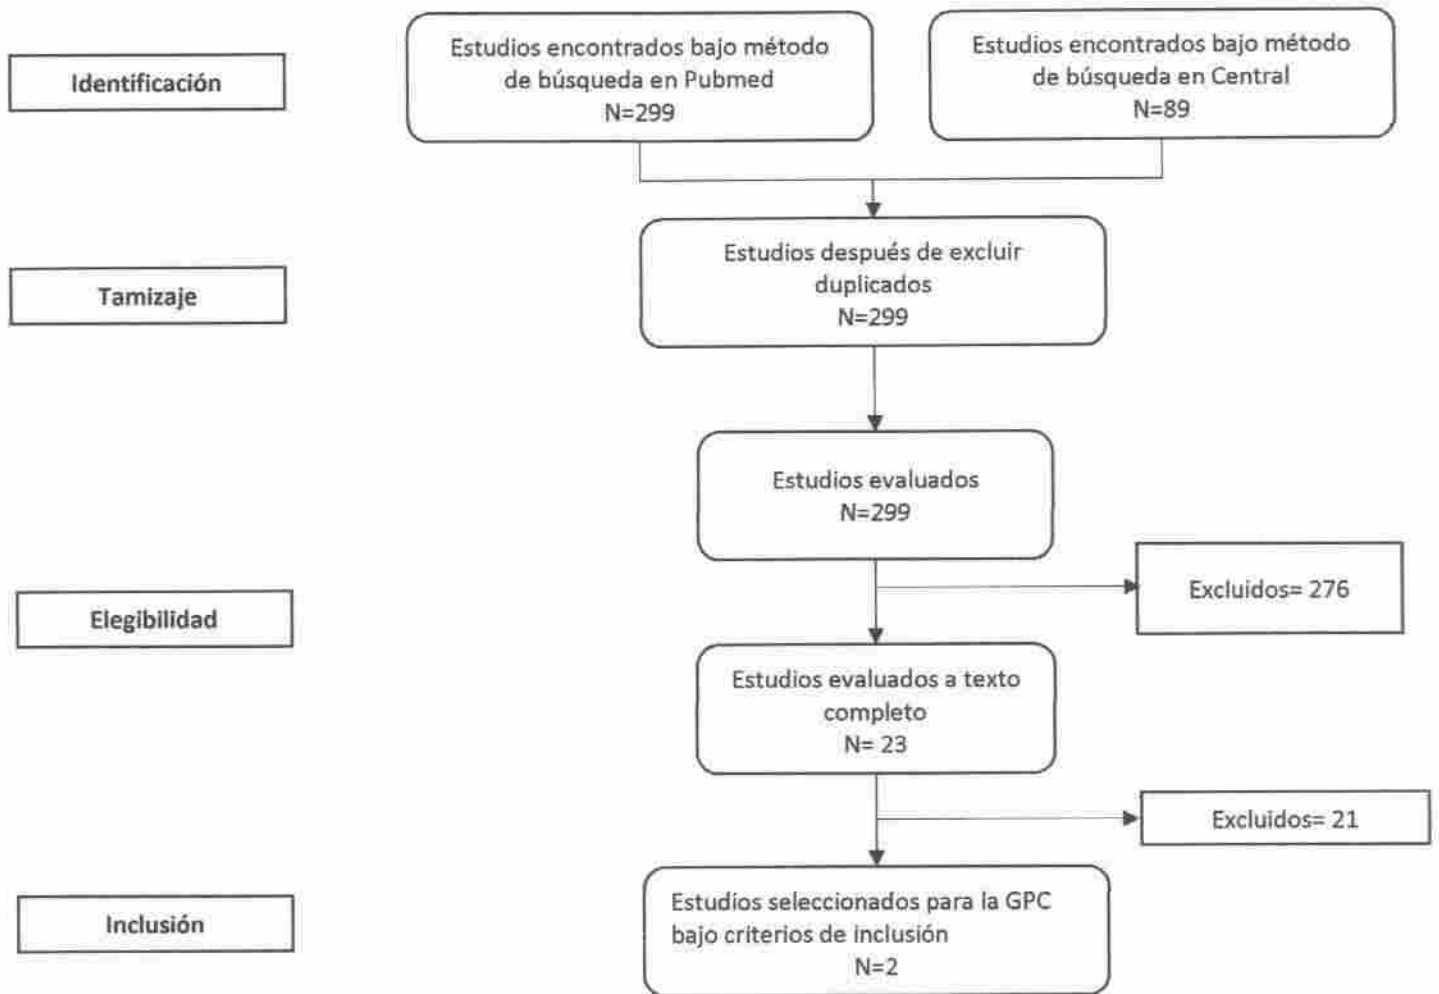 Identificación
Estudios encontrados bajo método
de búsqueda en Pubmed
N=299
Estudios encontrados bajo método
de búsqueda en Central
N=89
Tamizaje
Estudios después de excluir
duplicados
N=299
Estudios evaluados
N=299
Excluidos= 276
Elegibilidad
Estudios evaluados a texto
completo
N= 23
Excluidos= 21
Inclusión
Estudios seleccionados para la GPC
bajo criterios de inclusión
N=2